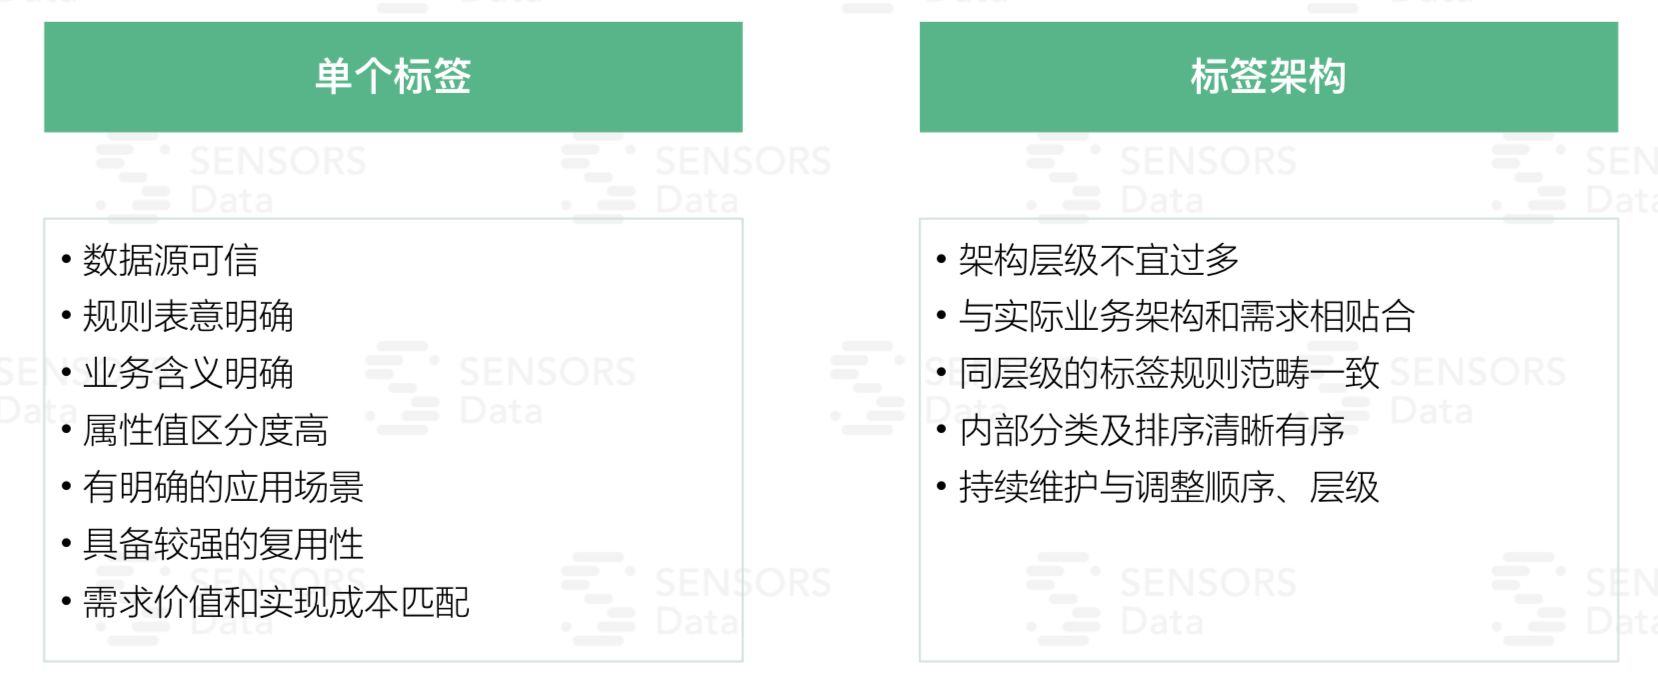 单个标签
• 数据源可信
• 规则表意明确
• 业务含义明确
• 属性值区分度高
• 有明确的应用场景
• 具备较强的复用性
• 需求价值和实现成本匹配
标签架构
• 架构层级不宜过多
• 与实际业务架构和需求相贴合
• 同层级的标签规则范畴一致
• 内部分类及排序清晰有序
• 持续维护与调整顺序、层级
SENSORS
Data